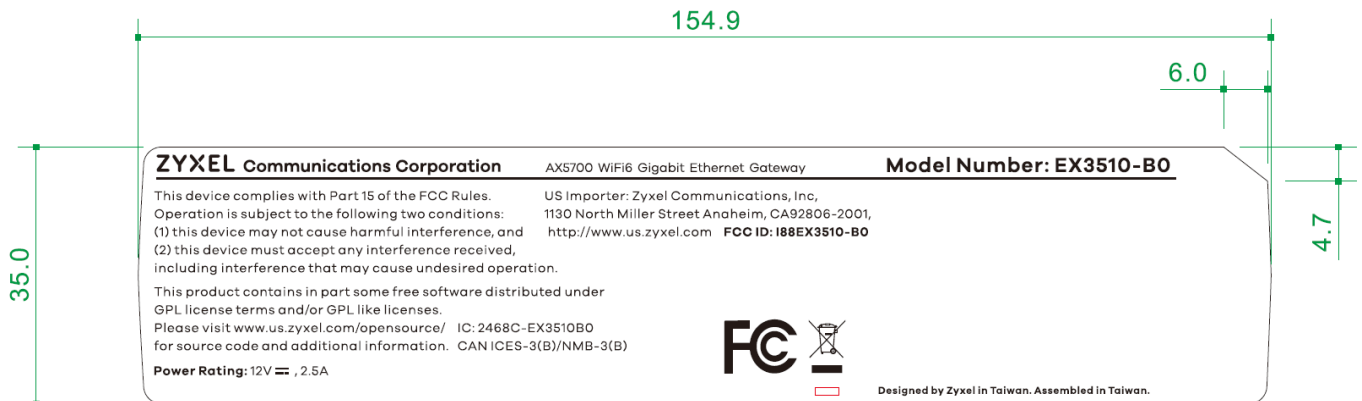 154.9
6.0
ZYXEL Communications Corporation AX5700 WiFi6 Gigabit Ethernet Gateway Model Number: EX3510-B0
This device complies with Part 15 of the FCC Rules. US Importer: Zyxel Communications, Inc,
Operation is subject to the following two conditions: 1130 North Miller Street Anaheim, CA92806-2001,
(1) this device may not cause harmful interference, and http://www.us.zyxel.com FCC ID: I88EX3510-B0
(2) this device must accept any interference received,
including interference that may cause undesired operation.
4.7
35.0
This product contains in part some free software distributed under
GPL license terms and/or GPL like licenses.
Please visit www.us.zyxel.com/opensource/ IC: 2468C-EX3510B0
for source code and additional information. CAN ICES-3(B)/NMB-3(B)
FC
Power Rating: 12V ⎓ , 2.5A
Designed by Zyxel in Taiwan. Assembled in Taiwan.